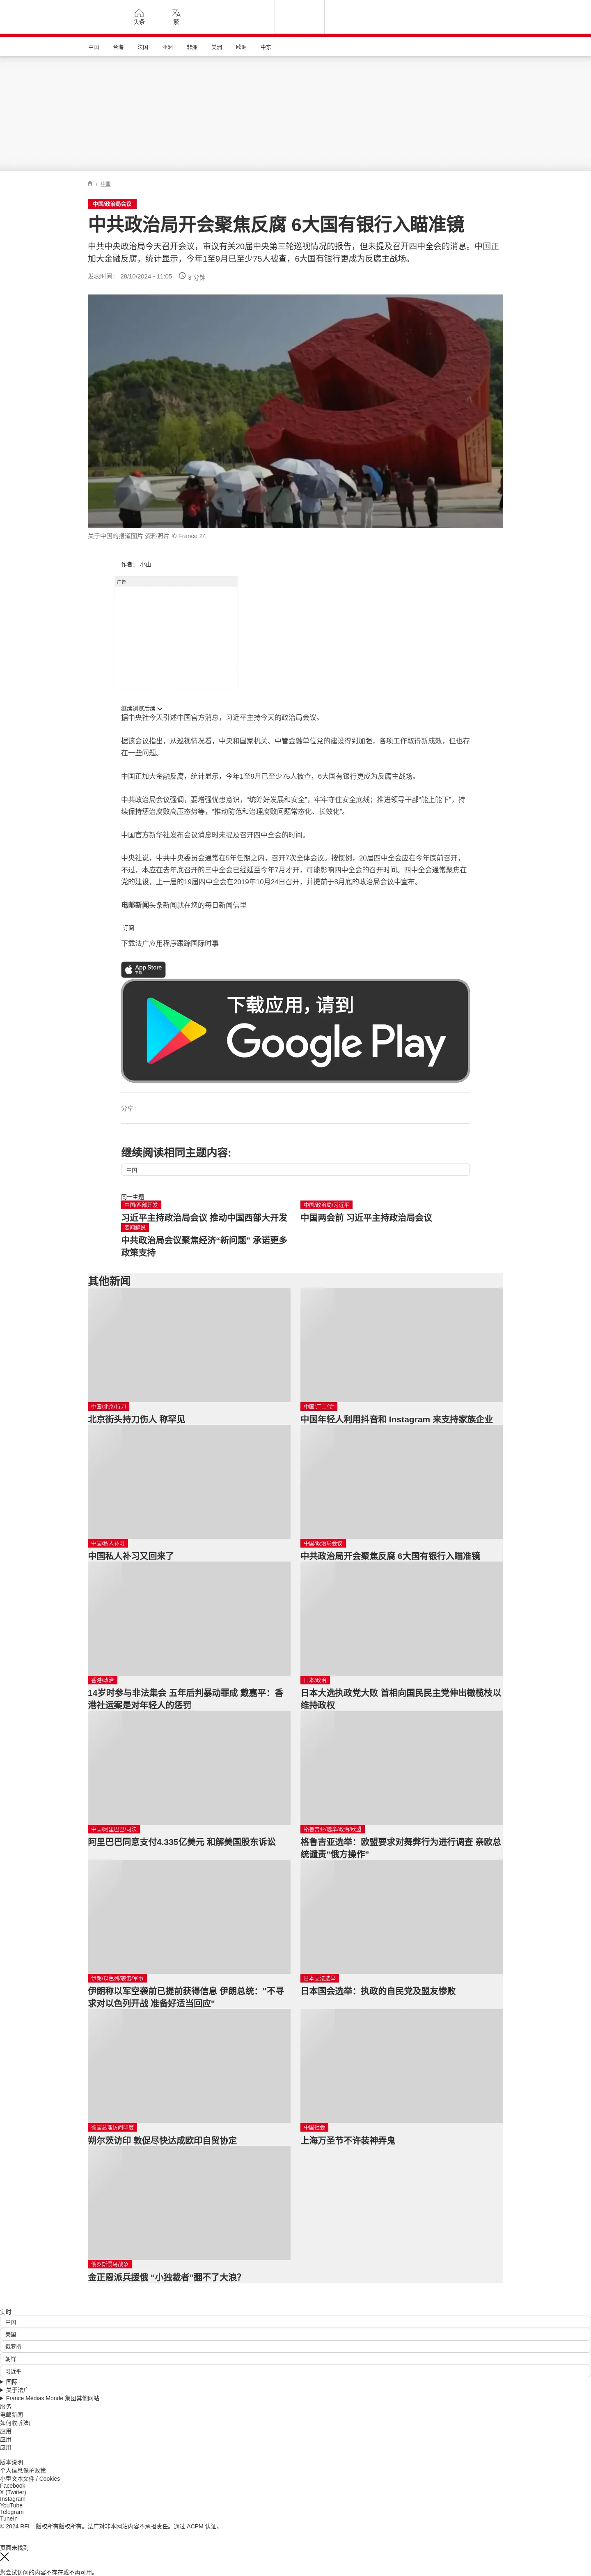 头条
繁
中国
台海
法国
亚洲
非洲
美洲
欧洲
中东
/ 中国
中国/政治局会议
中共政治局开会聚焦反腐 6大国有银行入瞄准镜
中共中央政治局今天召开会议，审议有关20届中央第三轮巡视情况的报告，但未提及召开四中全会的消息。中国正
加大金融反腐，统计显示，今年1至9月已至少75人被查，6大国有银行更成为反腐主战场。
发表时间： 28/10/2024 - 11:05
3 分钟
关于中国的报道图片 资料照片 © France 24
作者： 小山
广告
继续浏览后续
据中央社今天引述中国官方消息，习近平主持今天的政治局会议。
据该会议指出，从巡视情况看，中央和国家机关、中管金融单位党的建设得到加强，各项工作取得新成效，但也存
在一些问题。
中国正加大金融反腐，统计显示，今年1至9月已至少75人被查，6大国有银行更成为反腐主战场。
中共政治局会议强调，要增强忧患意识，“统筹好发展和安全”，牢牢守住安全底线；推进领导干部“能上能下”，持
续保持惩治腐败高压态势等，“推动防范和治理腐败问题常态化、长效化”。
中国官方新华社发布会议消息时未提及召开四中全会的时间。
中央社说，中共中央委员会通常在5年任期之内，召开7次全体会议。按惯例，20届四中全会应在今年底前召开，
不过，本应在去年底召开的三中全会已经延至今年7月才开，可能影响四中全会的召开时间。四中全会通常聚焦在
党的建设，上一届的19届四中全会在2019年10月24日召开，并提前于8月底的政治局会议中宣布。
电邮新闻头条新闻就在您的每日新闻信里
订阅
下载法广应用程序跟踪国际时事
App Store
下载
下载应用，请到
Google Play
分享 :
继续阅读相同主题内容:
中国
同一主题
中国/西部开发
习近平主持政治局会议 推动中国西部大开发
中国/政治局/习近平
中国两会前 习近平主持政治局会议
要闻解说
中共政治局会议聚焦经济“新问题” 承诺更多
政策支持
其他新闻
中国/北京/持刀
北京街头持刀伤人 称罕见
中国“厂二代”
中国年轻人利用抖音和 Instagram 来支持家族企业
中国/私人补习
中国私人补习又回来了
中国/政治局会议
中共政治局开会聚焦反腐 6大国有银行入瞄准镜
香港/政治
14岁时参与非法集会 五年后判暴动罪成 戴嘉平：香
港社运案是对年轻人的惩罚
日本/政治
日本大选执政党大败 首相向国民民主党伸出橄榄枝以
维持政权
中国/阿里巴巴/司法
阿里巴巴同意支付4.335亿美元 和解美国股东诉讼
格鲁吉亚/选举/政治/欧盟
格鲁吉亚选举：欧盟要求对舞弊行为进行调查 亲欧总
统谴责"俄方操作"
伊朗/以色列/袭击/军事
伊朗称以军空袭前已提前获得信息 伊朗总统："不寻
求对以色列开战 准备好适当回应"
日本立法选举
日本国会选举：执政的自民党及盟友惨败
德国总理访问印度
朔尔茨访印 敦促尽快达成欧印自贸协定
中国社会
上海万圣节不许装神弄鬼
俄罗斯侵乌战争
金正恩派兵援俄 “小独裁者”翻不了大浪？
实时
中国
美国
俄罗斯
朝鲜
习近平
国际
关于法广
France Médias Monde 集团其他网站
服务
电邮新闻
如何收听法广
应用
应用
应用
版本说明
个人信息保护政策
小型文本文件 / Cookies
Facebook
X (Twitter)
Instagram
YouTube
Telegram
TuneIn
© 2024 RFI – 版权所有版权所有。法广对非本网站内容不承担责任。通过 ACPM 认证。
页面未找到
您尝试访问的内容不存在或不再可用。